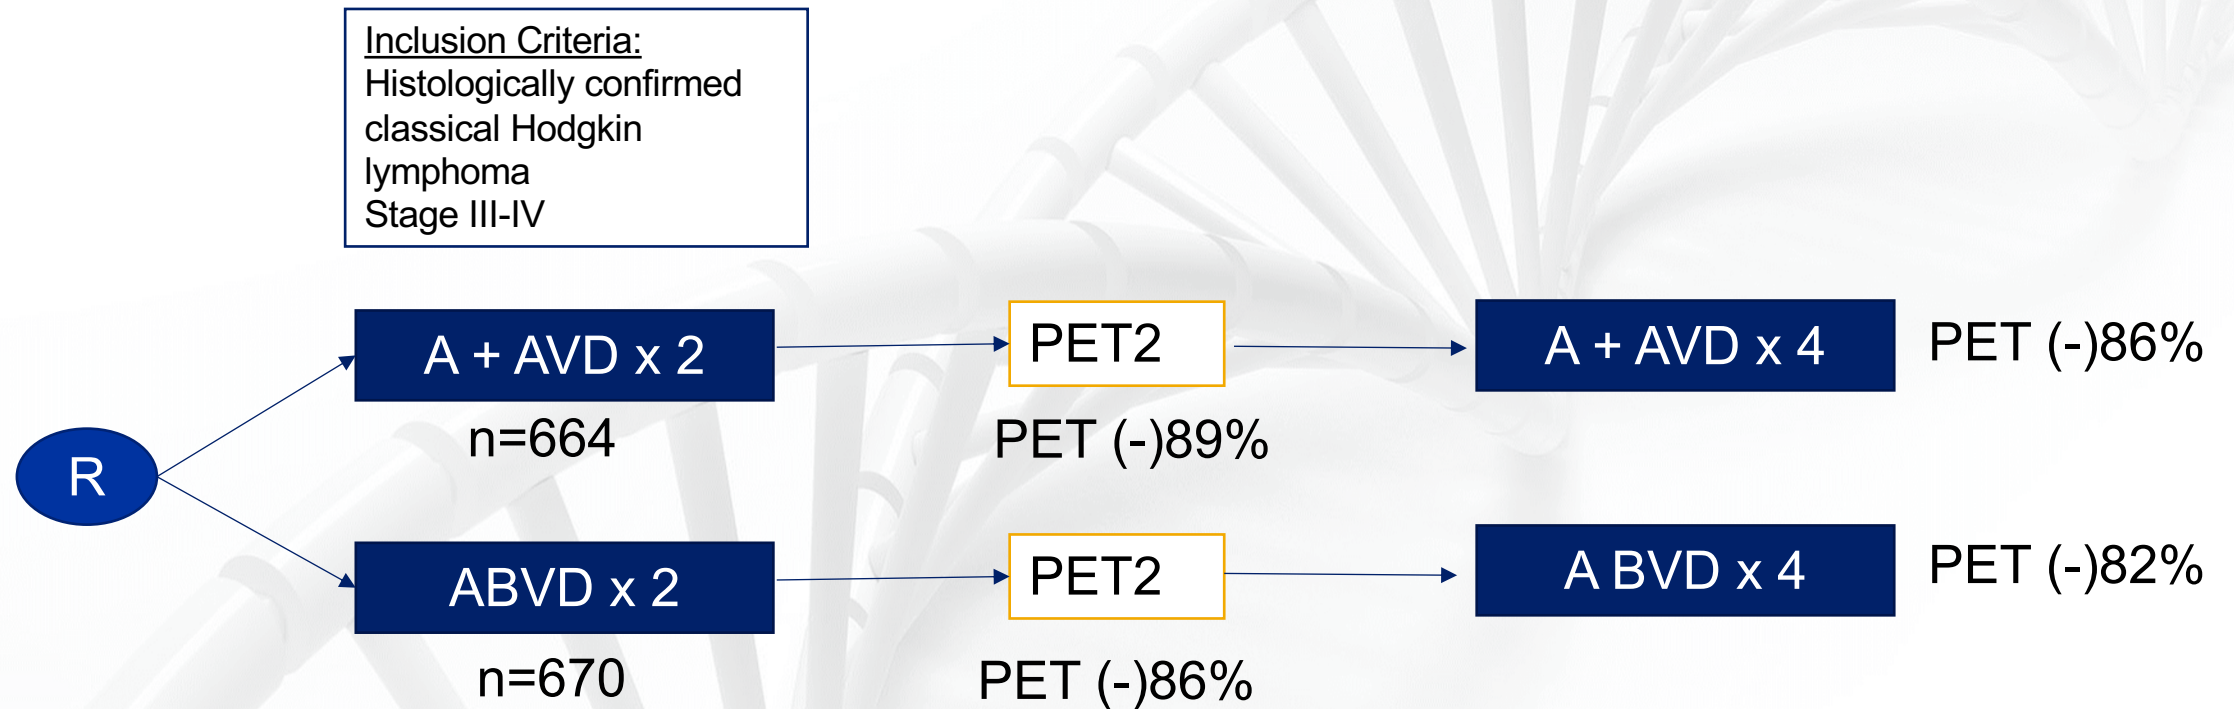 Inclusion Criteria:
Histologically confirmed
classical Hodgkin
lymphoma
Stage III-IV
R
A + AVD x 2
n=664
PET2
PET (-)89%
A + AVD x 4
PET (-)86%
ABVD x 2
n=670
PET2
PET (-)86%
A BVD x 4
PET (-)82%